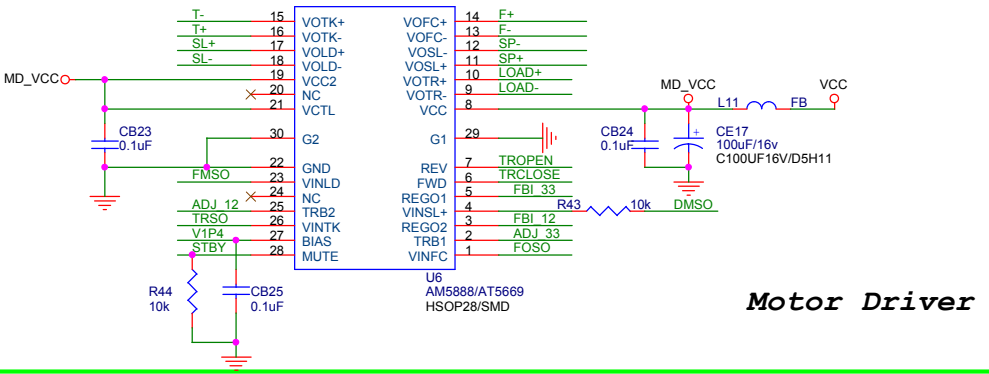 T- 15 VOTK+ VOFC+ 14 F+
T+ 16 VOTK- VOFC- 13 F-
SL+ 17 VOLD+ VOSL- 12 SP-
SL- 18 VOLD- VOSL+ 11 SP+
MD_VCC 19 VCC2 VOTR+ 10 LOAD+
20 NC VOTR- 9 LOAD-
21 VCTL VCC 8 MD_VCC L11 FB VCC
CB23 0.1uF
30 G2 G1 29
CB24 0.1uF
+ CE17 100uF/16v
C100UF16V/D5H11
22 GND REV 7 TROPEN
FMSO 23 VINLD FWD 6 TRCLOSE
24 NC REGO1 5 FBI_33
ADJ_12 25 TRB2 VINSL+ 4 R43 10k DMSO
TRSO 26 VINTK REGO2 3 FBI_12
V1P4 27 BIAS TRB1 2 ADJ_33
STBY 28 MUTE VINFC 1 FOSO
U6
AM5888/AT5669
HSOP28/SMD
R44 10k
CB25 0.1uF
Motor Driver